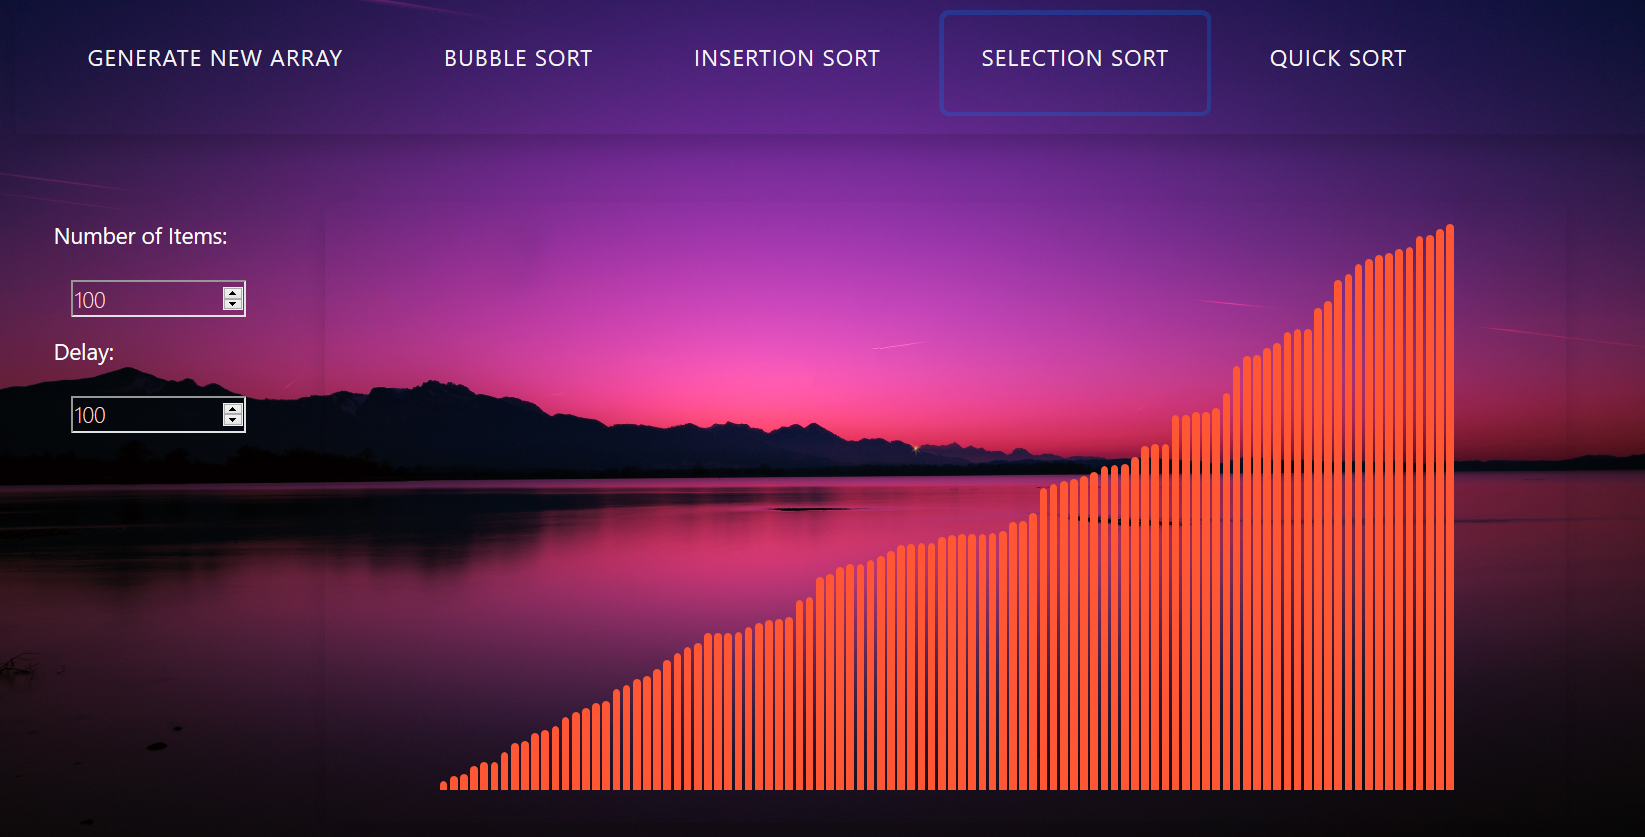 GENERATE NEW ARRAY
BUBBLE SORT
INSERTION SORT
SELECTION SORT
QUICK SORT
Number of Items:
100
Delay:
100